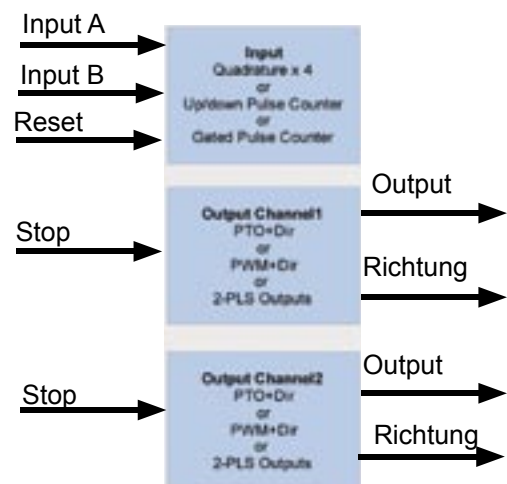 Input A
Input B
Reset
Input
Quadrature x 4
or
Up/down Pulse Counter
or
Gated Pulse Counter
Stop
Output Channel1
PTO+Dir
or
PWM+Dir
or
2-PLS Outputs
Output
Richtung
Stop
Output Channel2
PTO+Dir
or
PWM+Dir
or
2-PLS Outputs
Output
Richtung